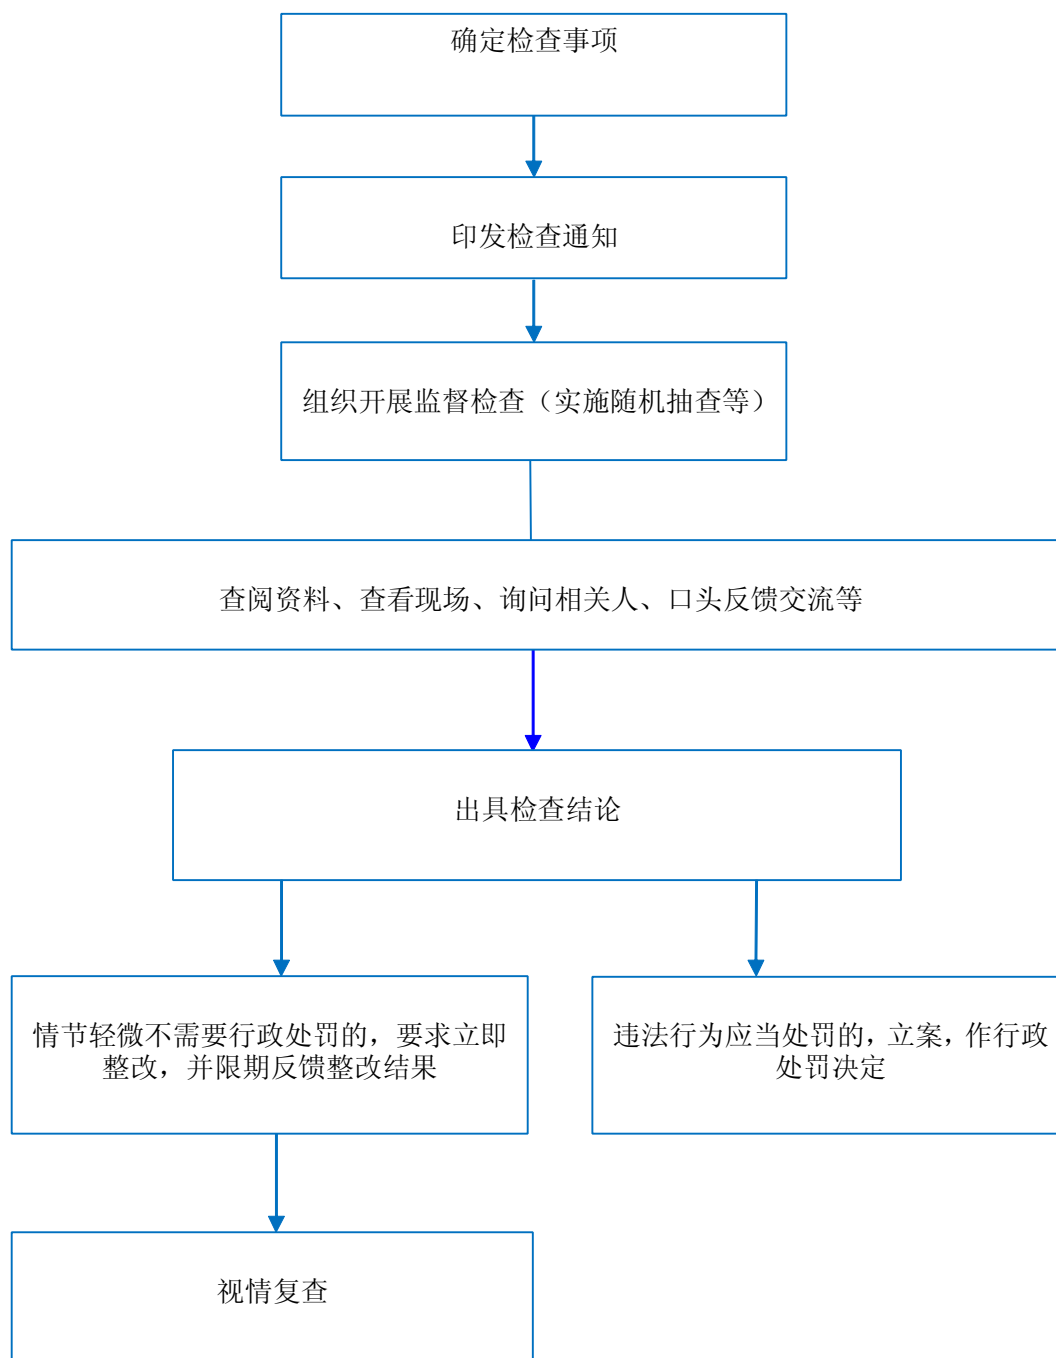 确定检查事项
印发检查通知
组织开展监督检查（实施随机抽查等）
查阅资料、查看现场、询问相关人、口头反馈交流等
出具检查结论
情节轻微不需要行政处罚的，要求立即
整改，并限期反馈整改结果
违法行为应当处罚的，立案，作行政
处罚决定
视情复查